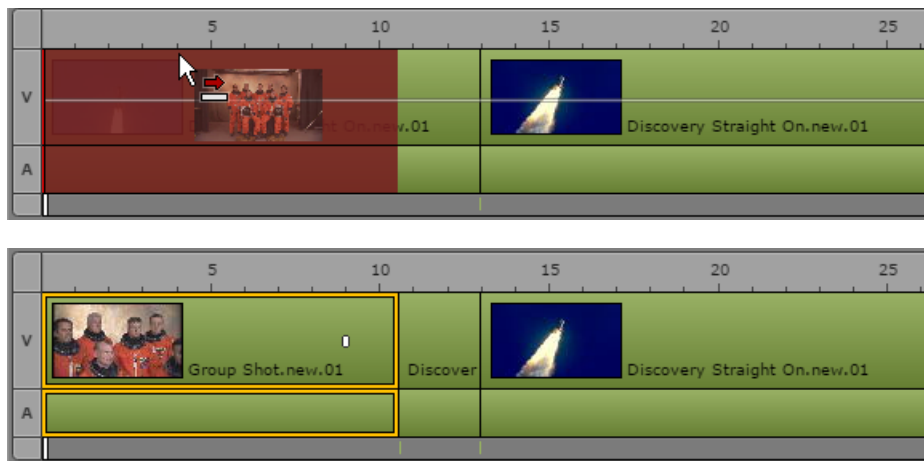 5 10 15 20 25
V
ht On.new.01 Discovery Straight On.new.01
A
5 10 15 20 25
V
Group Shot.new.01 Discover Discovery Straight On.new.01
A